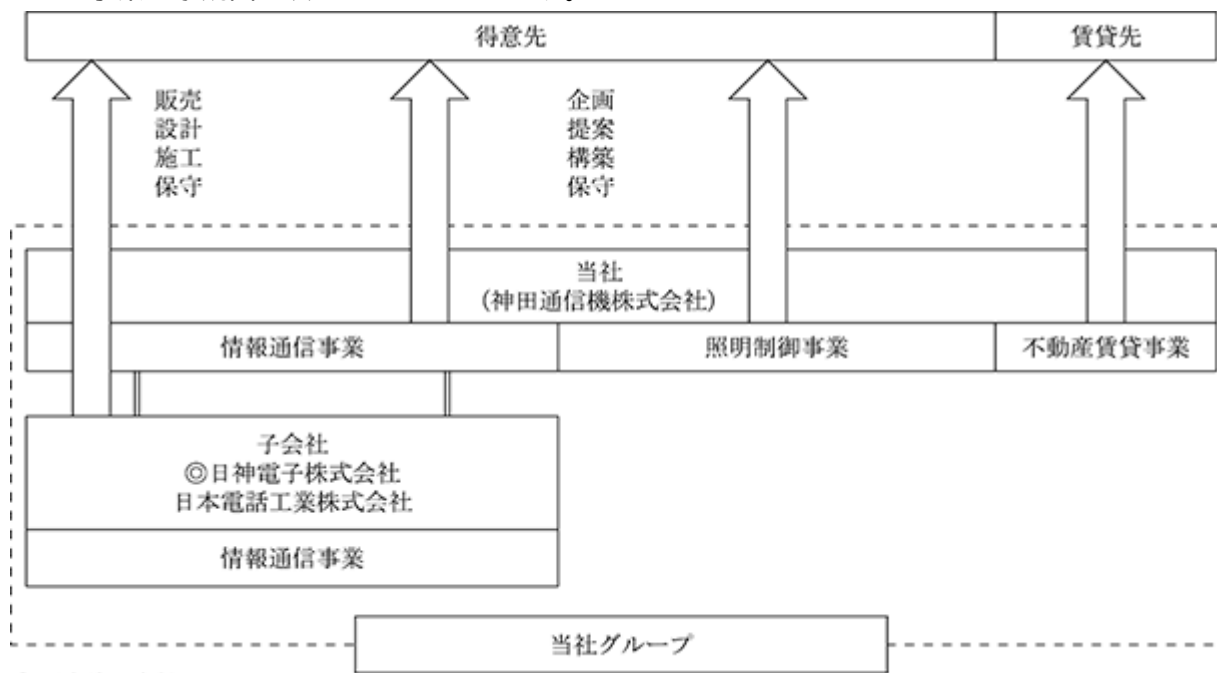 得意先
賃貸先
販売
設計
施工
保守
企画
提案
構築
保守
当社
(神田通信機株式会社)
情報通信事業
照明制御事業
不動産賃貸事業
子会社
◎日神電子株式会社
日本電話工業株式会社
情報通信事業
当社グループ